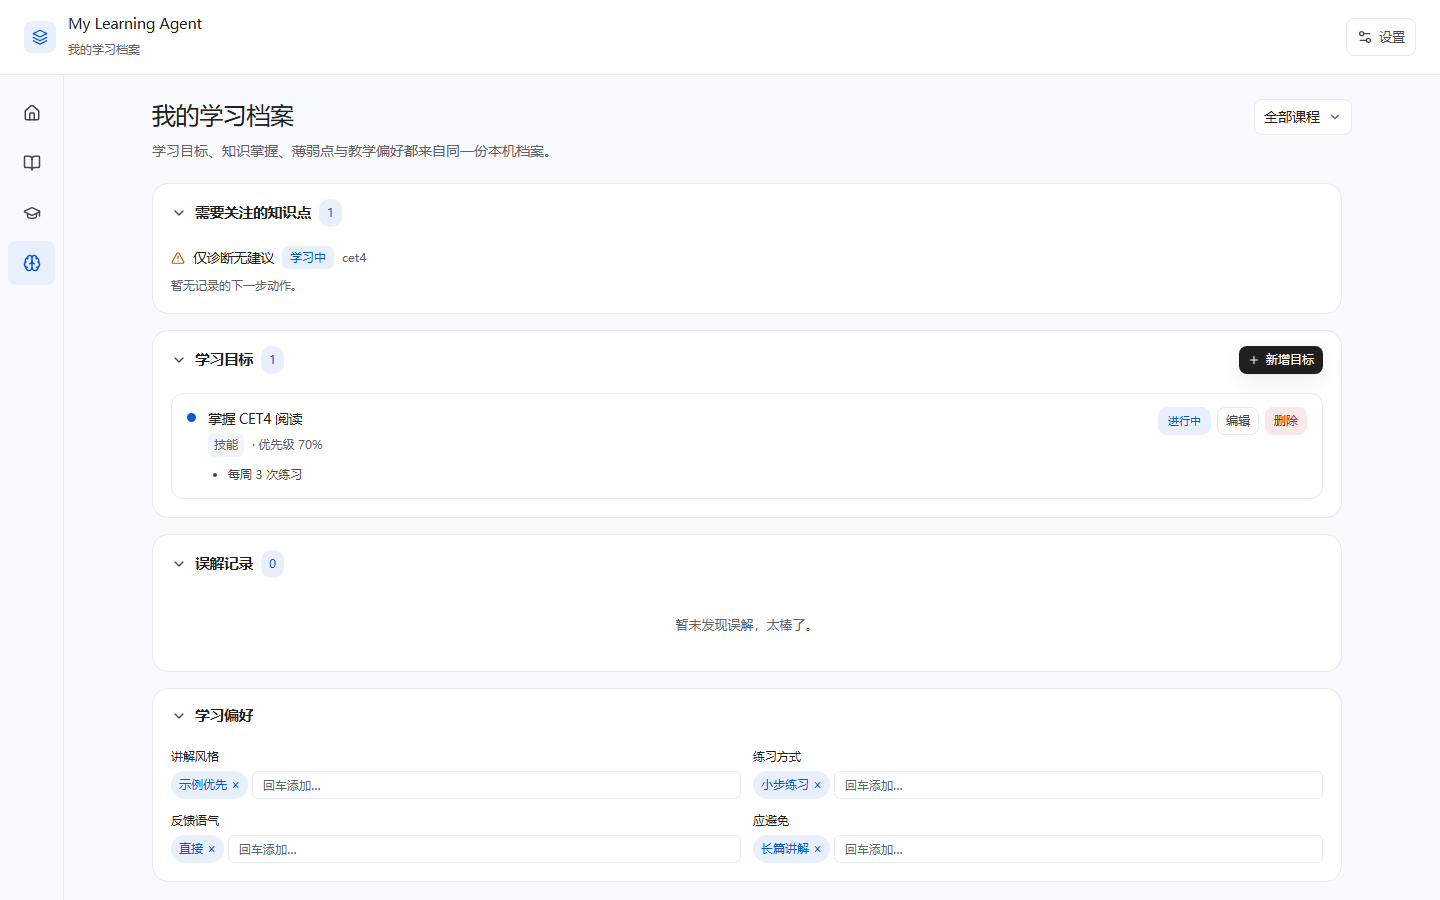 My Learning Agent
我的学习档案
设置
我的学习档案
全部课程
学习目标、知识掌握、薄弱点与教学偏好都来自同一份本机档案。
需要关注的知识点 1
仅诊断无建议 学习中 cet4
暂无记录的下一步动作。
学习目标 1
+ 新增目标
掌握 CET4 阅读
进行中 编辑 删除
技能 · 优先级 70%
• 每周 3 次练习
误解记录 0
暂未发现误解，太棒了。
学习偏好
讲解风格
示例优先 × 回车添加...
练习方式
小步练习 × 回车添加...
反馈语气
直接 × 回车添加...
应避免
长篇讲解 × 回车添加...